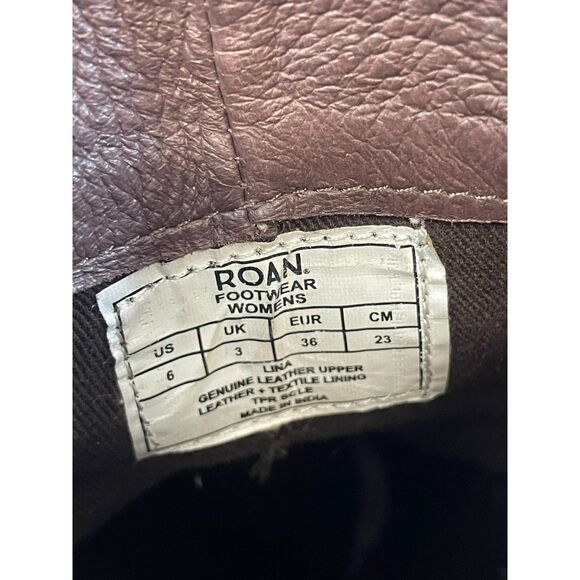 ROAN®
FOOTWEAR
WOMENS
US UK EUR CM
6 3 36 23
LINA
GENUINE LEATHER UPPER
LEATHER + TEXTILE LINING
TPR SOLE
MADE IN INDIA